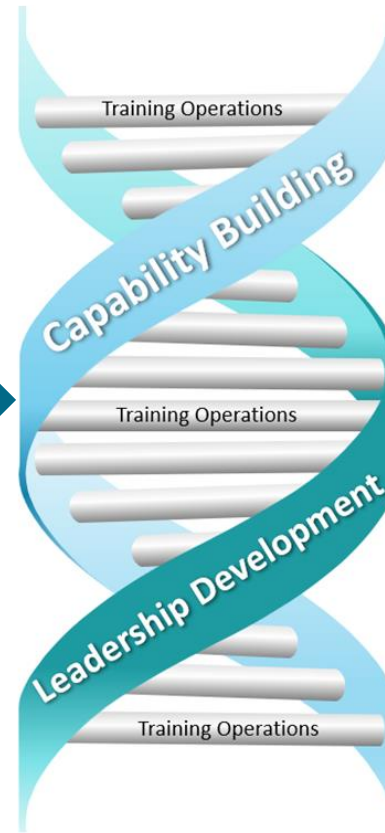 Training Operations
Capability Building
Training Operations
Leadership Development
Training Operations